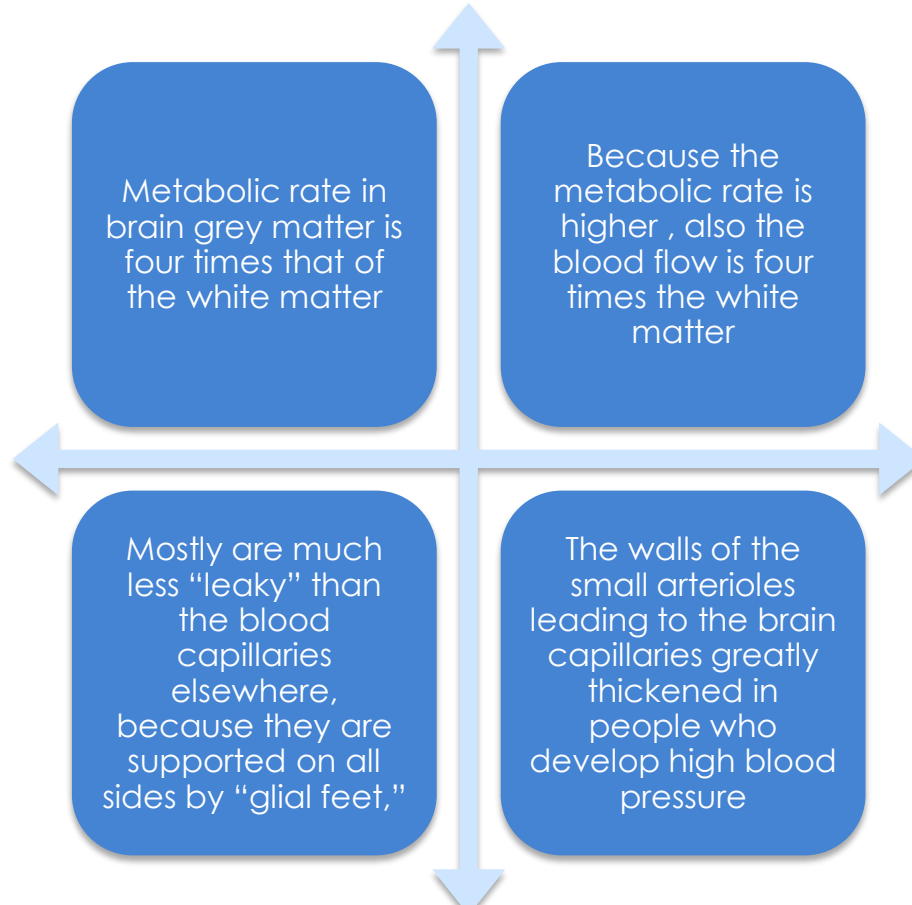 Metabolic rate in
brain grey matter is
four times that of
the white matter
Because the
metabolic rate is
higher , also the
blood flow is four
times the white
matter
Mostly are much
less “leaky” than
the blood
capillaries
elsewhere,
because they are
supported on all
sides by “glial feet,”
The walls of the
small arterioles
leading to the brain
capillaries greatly
thickened in
people who
develop high blood
pressure